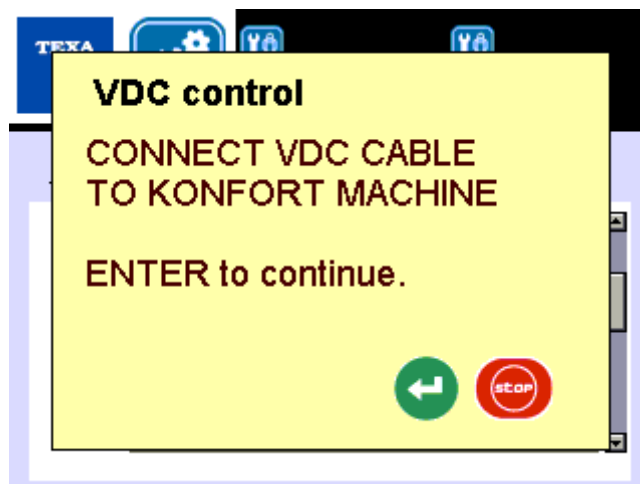 TEXA
VDC control
CONNECT VDC CABLE
TO KONFORT MACHINE
ENTER to continue.
STOP